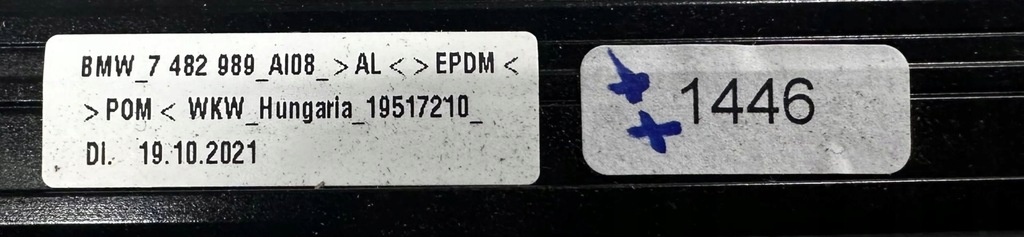 BMW_7 482 989_AI08_>AL<>EPDM<
>POM< WKW_Hungaria_19517210_
DI. 19.10.2021
1446